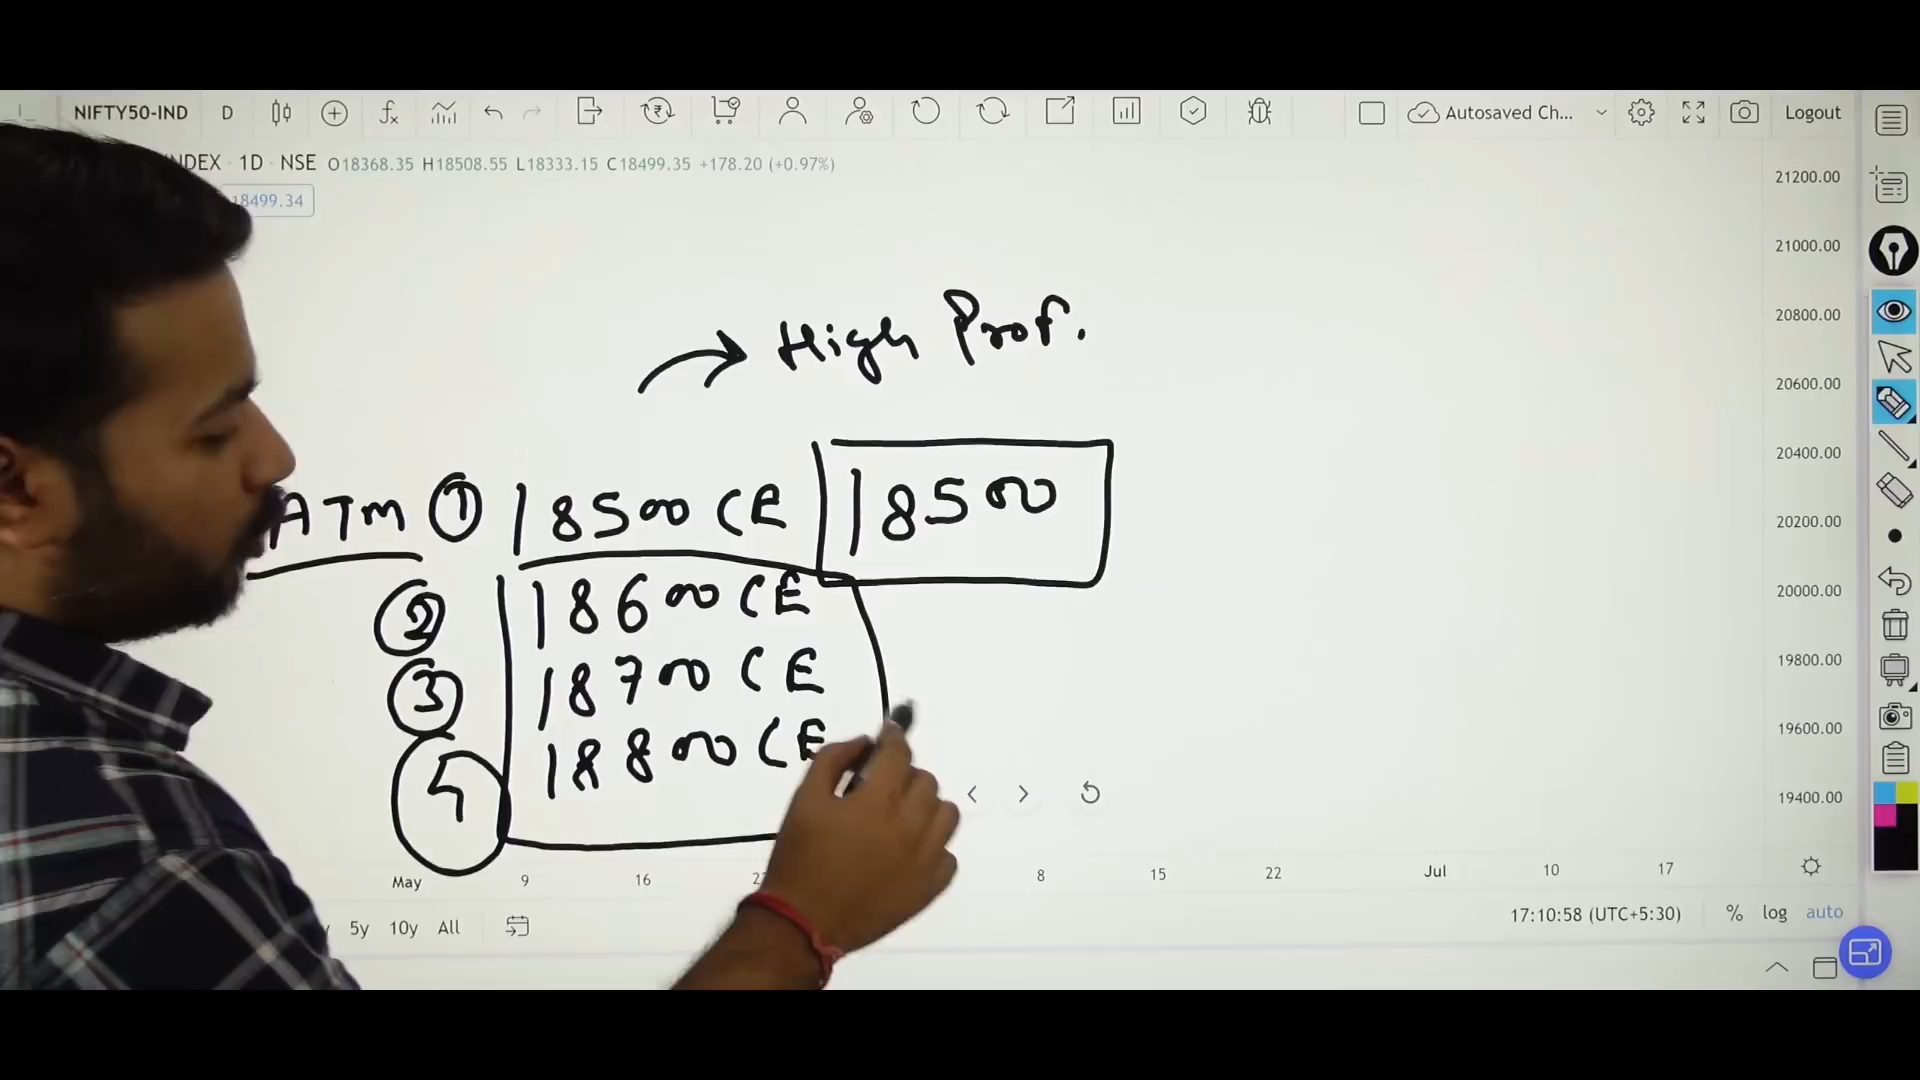 NIFTY50-IND D Autosaved Ch... Logout
INDEX · 1D · NSE O18368.35 H18508.55 L18333.15 C18499.35 +178.20 (+0.97%)
18499.34
21200.00
21000.00
20800.00
20600.00
20400.00
20200.00
20000.00
19800.00
19600.00
19400.00
High Prof.
ATM ① 18500 CE 18500
② 18600 CE
③ 18700 CE
4 18800 CE
May 9 16 8 15 22 Jul 10 17
5y 10y All 17:10:58 (UTC+5:30) % log auto